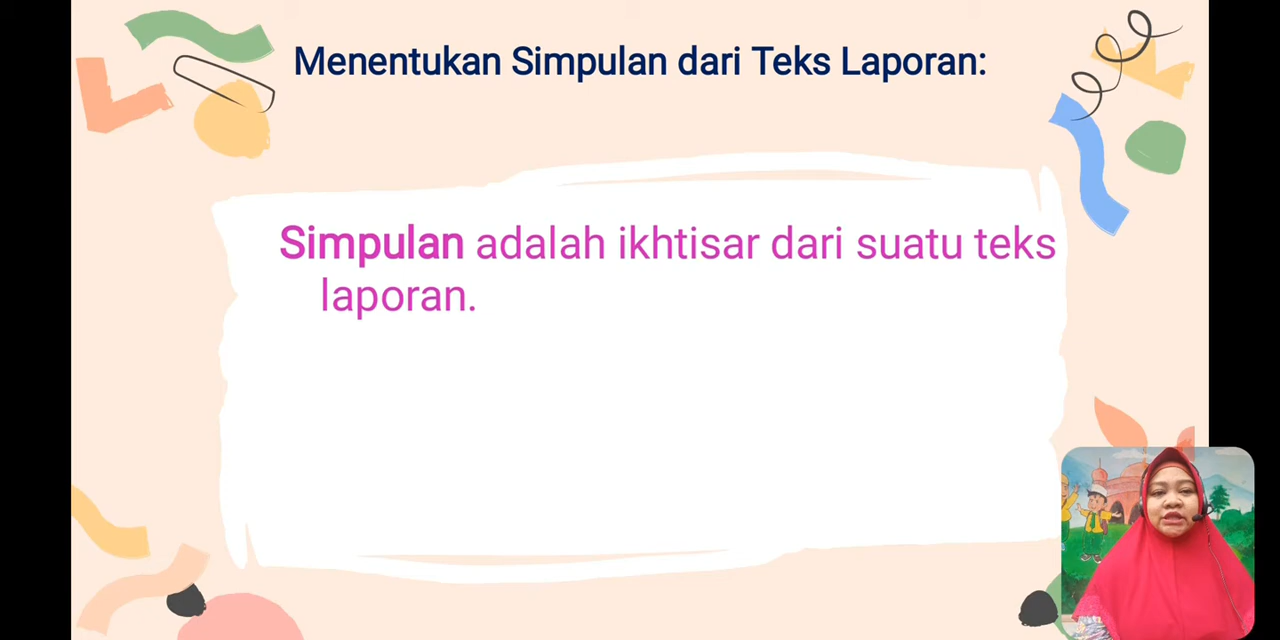 Menentukan Simpulan dari Teks Laporan:
Simpulan adalah ikhtisar dari suatu teks
laporan.